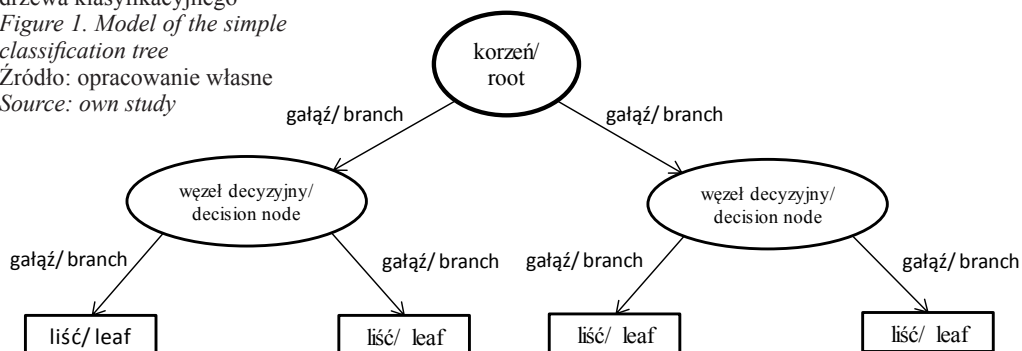 drzewa klasyfikacyjnego
Figure 1. Model of the simple
classification tree
Źródło: opracowanie własne
Source: own study
korzeń/
root
gałąź/ branch
gałąź/ branch
węzeł decyzyjny/
decision node
węzeł decyzyjny/
decision node
gałąź/ branch
gałąź/ branch
gałąź/ branch
gałąź/ branch
liść/ leaf
liść/ leaf
liść/ leaf
liść/ leaf